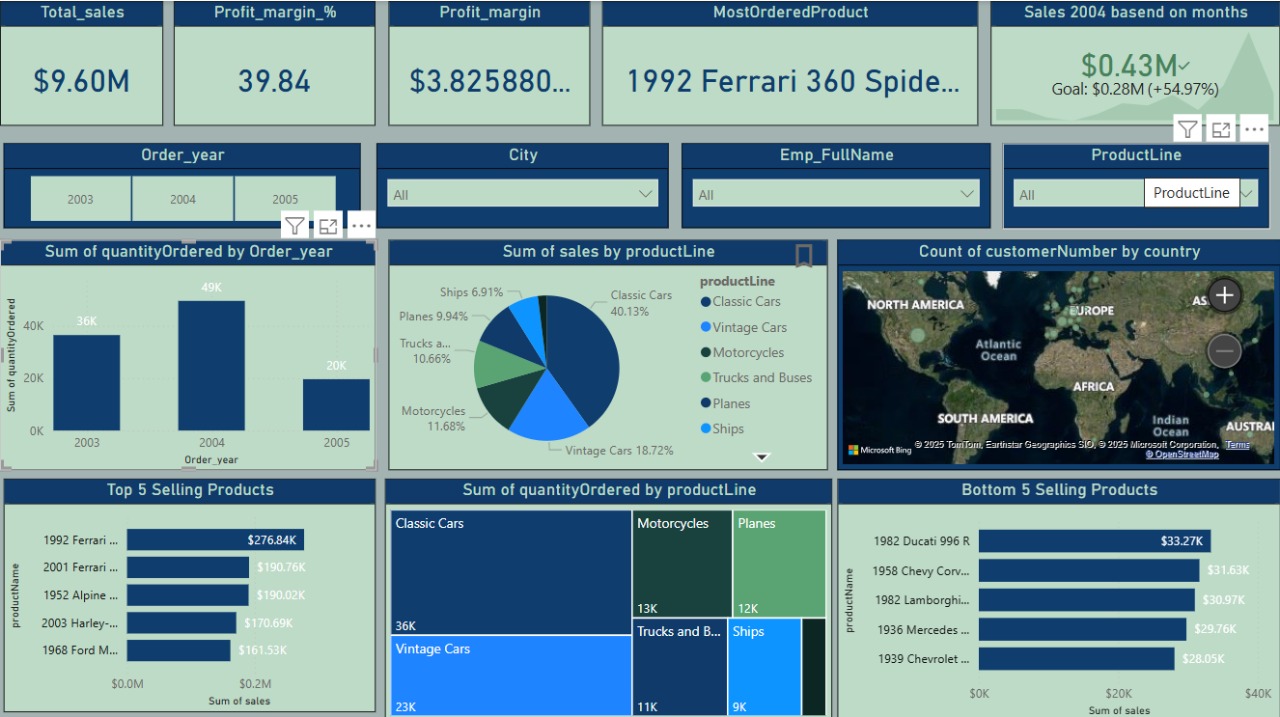 Total_sales
$9.60M
Profit_margin_%
39.84
Profit_margin
$3.825880...
MostOrderedProduct
1992 Ferrari 360 Spide...
Sales 2004 basend on months
$0.43M
Goal: $0.28M (+54.97%)
Order_year
2003
2004
2005
City
All
Emp_FullName
All
ProductLine
All
ProductLine
Sum of quantityOrdered by Order_year
Sum of quantityOrdered
40K
20K
0K
36K
49K
20K
2003
2004
2005
Order_year
Sum of sales by productLine
Ships 6.91%
Planes 9.94%
Trucks a...
10.66%
Motorcycles
11.68%
Classic Cars
40.13%
Vintage Cars 18.72%
productLine
Classic Cars
Vintage Cars
Motorcycles
Trucks and Buses
Planes
Ships
Count of customerNumber by country
NORTH AMERICA
EUROPE
AS
Atlantic
Ocean
AFRICA
SOUTH AMERICA
Indian
Ocean
AUSTRAL
Microsoft Bing
© 2025 TomTom, Earthstar Geographics SIO, © 2025 Microsoft Corporation, Terms
© OpenStreetMap
Top 5 Selling Products
productName
1992 Ferrari ...
$276.84K
2001 Ferrari ...
$190.76K
1952 Alpine ...
$190.02K
2003 Harley-...
$170.69K
1968 Ford M...
$161.53K
$0.0M
$0.2M
Sum of sales
Sum of quantityOrdered by productLine
Classic Cars
36K
Vintage Cars
23K
Motorcycles
13K
Planes
12K
Trucks and B...
11K
Ships
9K
Bottom 5 Selling Products
productName
1982 Ducati 996 R
$33.27K
1958 Chevy Corv...
$31.63K
1982 Lamborghi...
$30.97K
1936 Mercedes ...
$29.76K
1939 Chevrolet ...
$28.05K
$0K
$20K
$40K
Sum of sales